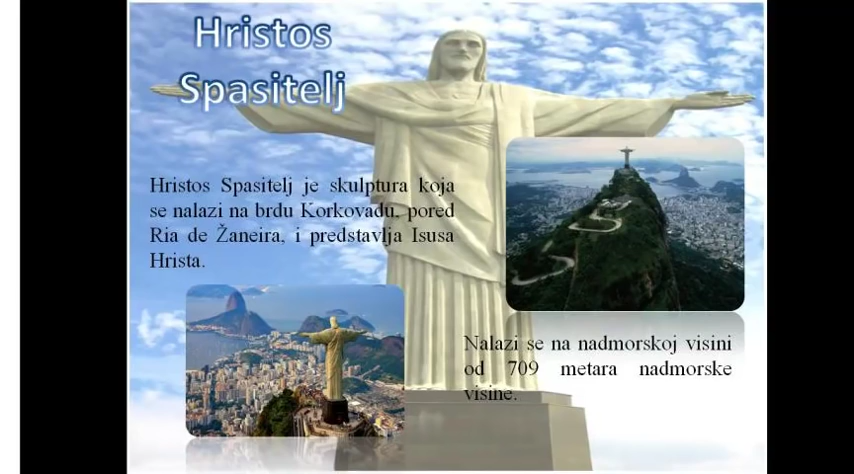 Hristos
Spasitelj
Hristos Spasitelj je skulptura koja
se nalazi na brdu Korkovadu, pored
Ria de Žaneira, i predstavlja Isusa
Hrista.
Nalazi se na nadmorskoj visini
od 709 metara nadmorske
visine.